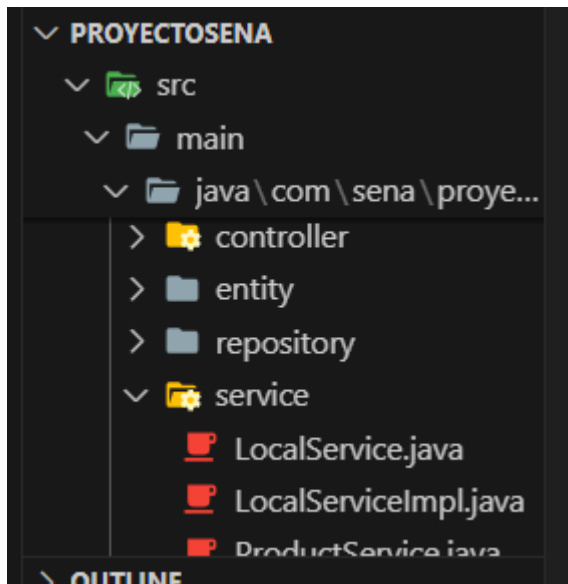 PROYECTOSENA
src
main
java\com\sena\proye...
controller
entity
repository
service
LocalService.java
LocalServiceImpl.java
ProductService.java
OUTLINE